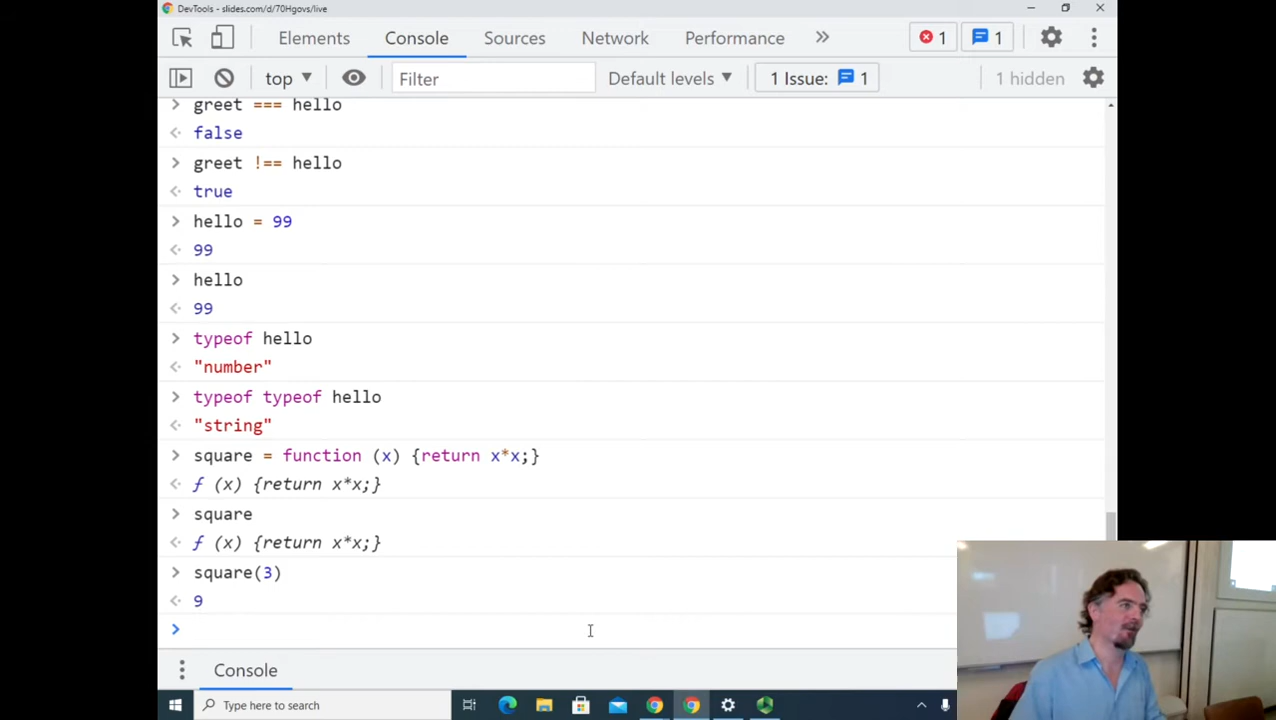 DevTools - slides.com/d/70Hgovs/live
Elements Console Sources Network Performance » 1 1
top ▼ Filter Default levels ▼ 1 Issue: 1 1 hidden
> greet === hello
false
> greet !== hello
true
> hello = 99
99
> hello
99
> typeof hello
"number"
> typeof typeof hello
"string"
> square = function (x) {return x*x;}
ƒ (x) {return x*x;}
> square
ƒ (x) {return x*x;}
> square(3)
9
>
Console
Type here to search